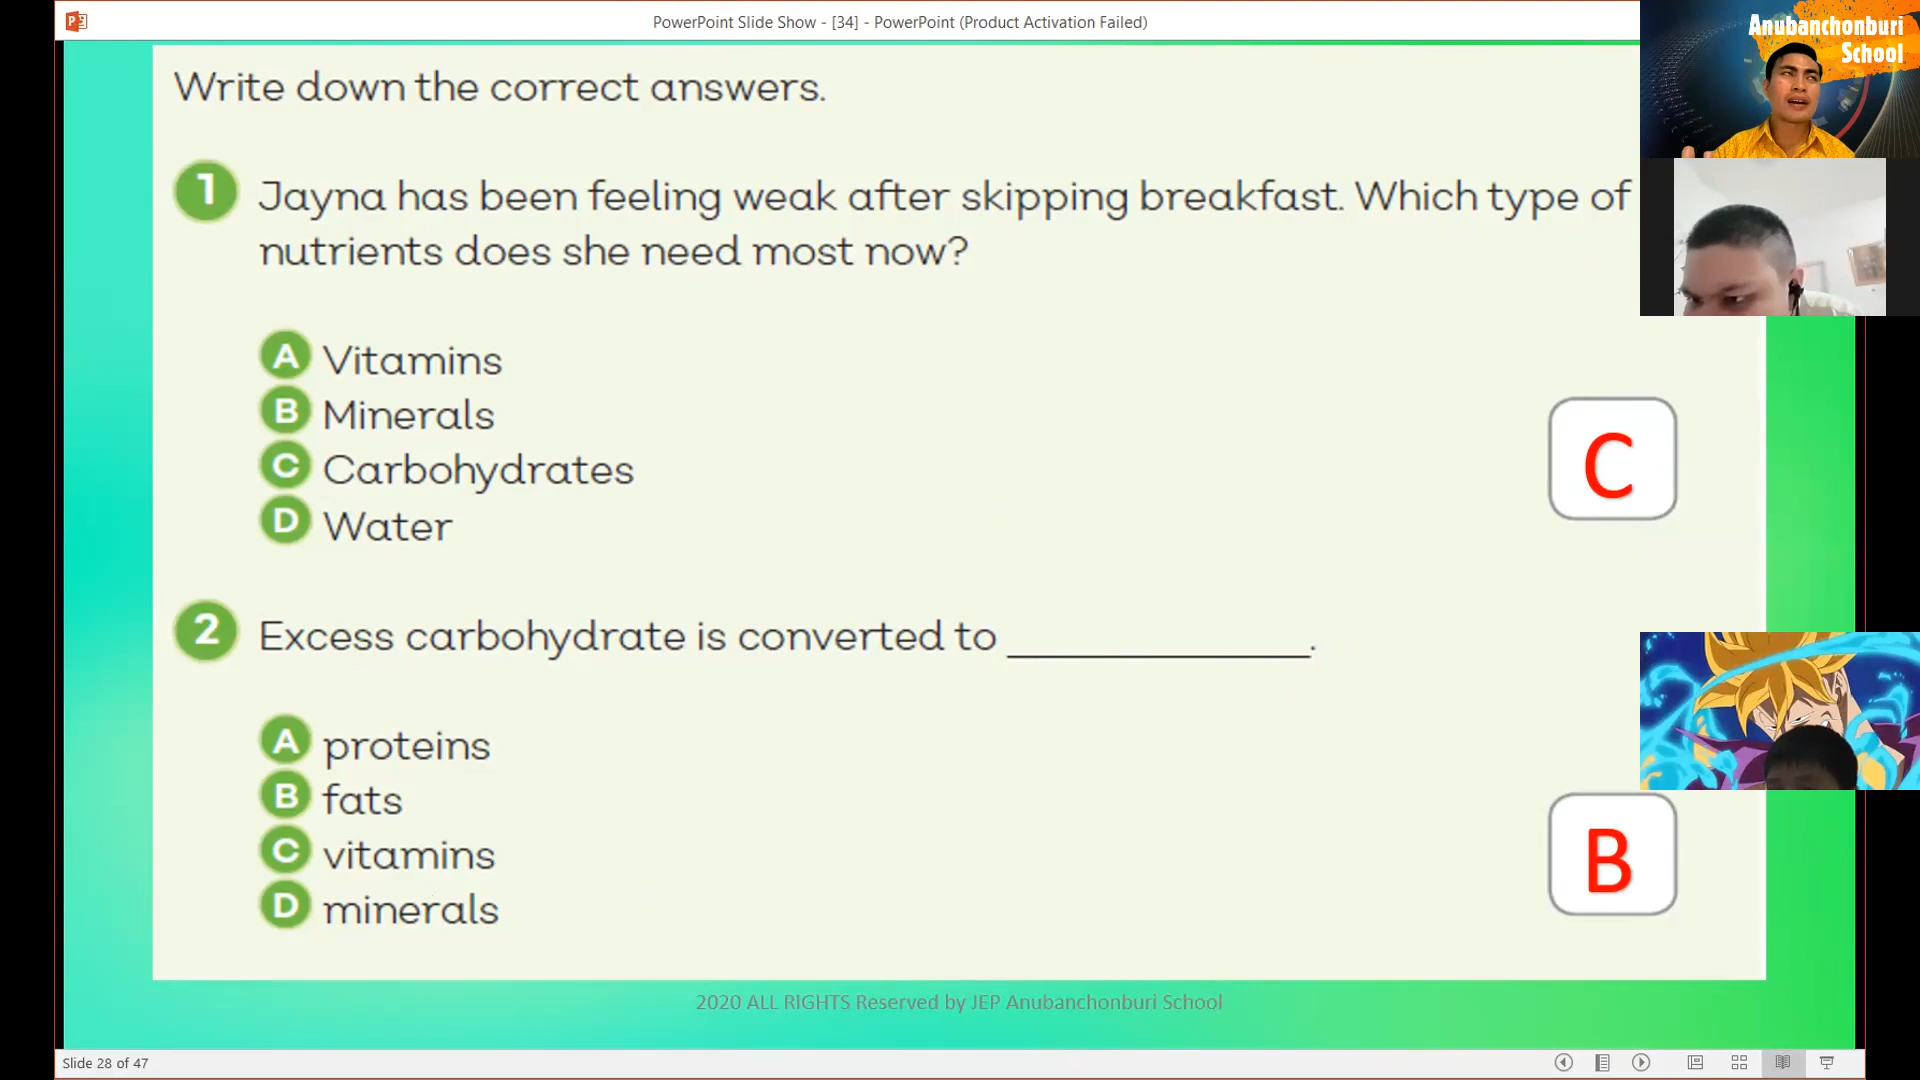 PowerPoint Slide Show - [34] - PowerPoint (Product Activation Failed)
Anubanchonburi
School
Write down the correct answers.
1 Jayna has been feeling weak after skipping breakfast. Which type of
nutrients does she need most now?
A Vitamins
B Minerals
C Carbohydrates
D Water
C
2 Excess carbohydrate is converted to ______________.
A proteins
B fats
C vitamins
D minerals
B
2020 ALL RIGHTS Reserved by JEP Anubanchonburi School
Slide 28 of 47